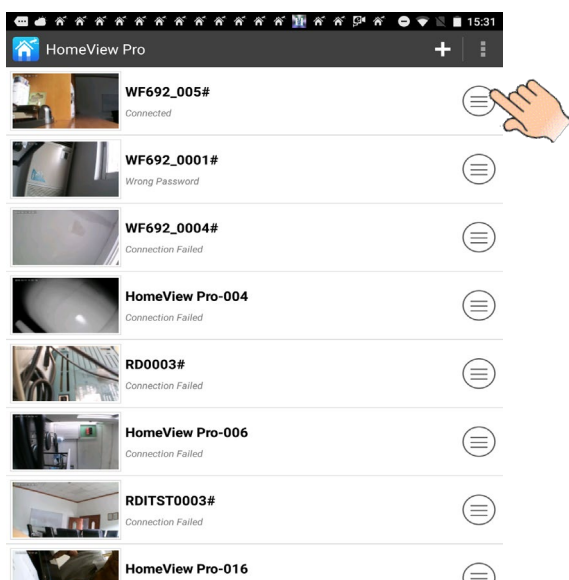 15:31
HomeView Pro
WF692_005#
Connected
WF692_0001#
Wrong Password
WF692_0004#
Connection Failed
HomeView Pro-004
Connection Failed
RD0003#
Connection Failed
HomeView Pro-006
Connection Failed
RDITST0003#
Connection Failed
HomeView Pro-016